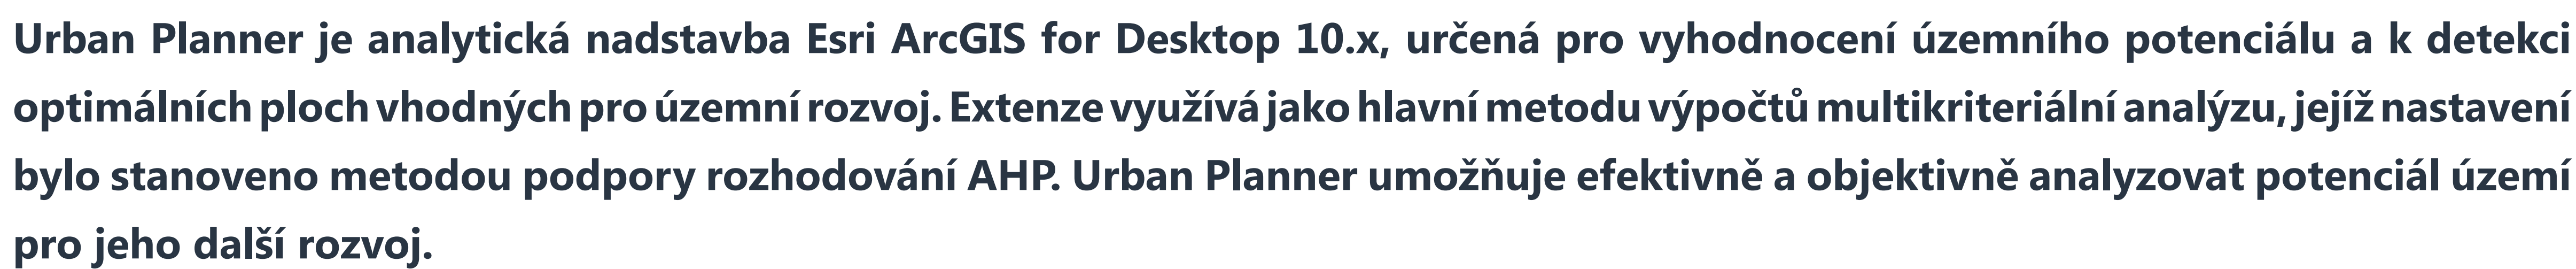 Urban Planner je analytická nadstavba Esri ArcGIS for Desktop 10.x, určená pro vyhodnocení územního potenciálu a k detekci
optimálních ploch vhodných pro územní rozvoj. Extenze využívá jako hlavní metodu výpočtů multikriteriální analýzu, jejíž nastavení
bylo stanoveno metodou podpory rozhodování AHP. Urban Planner umožňuje efektivně a objektivně analyzovat potenciál území
pro jeho další rozvoj.